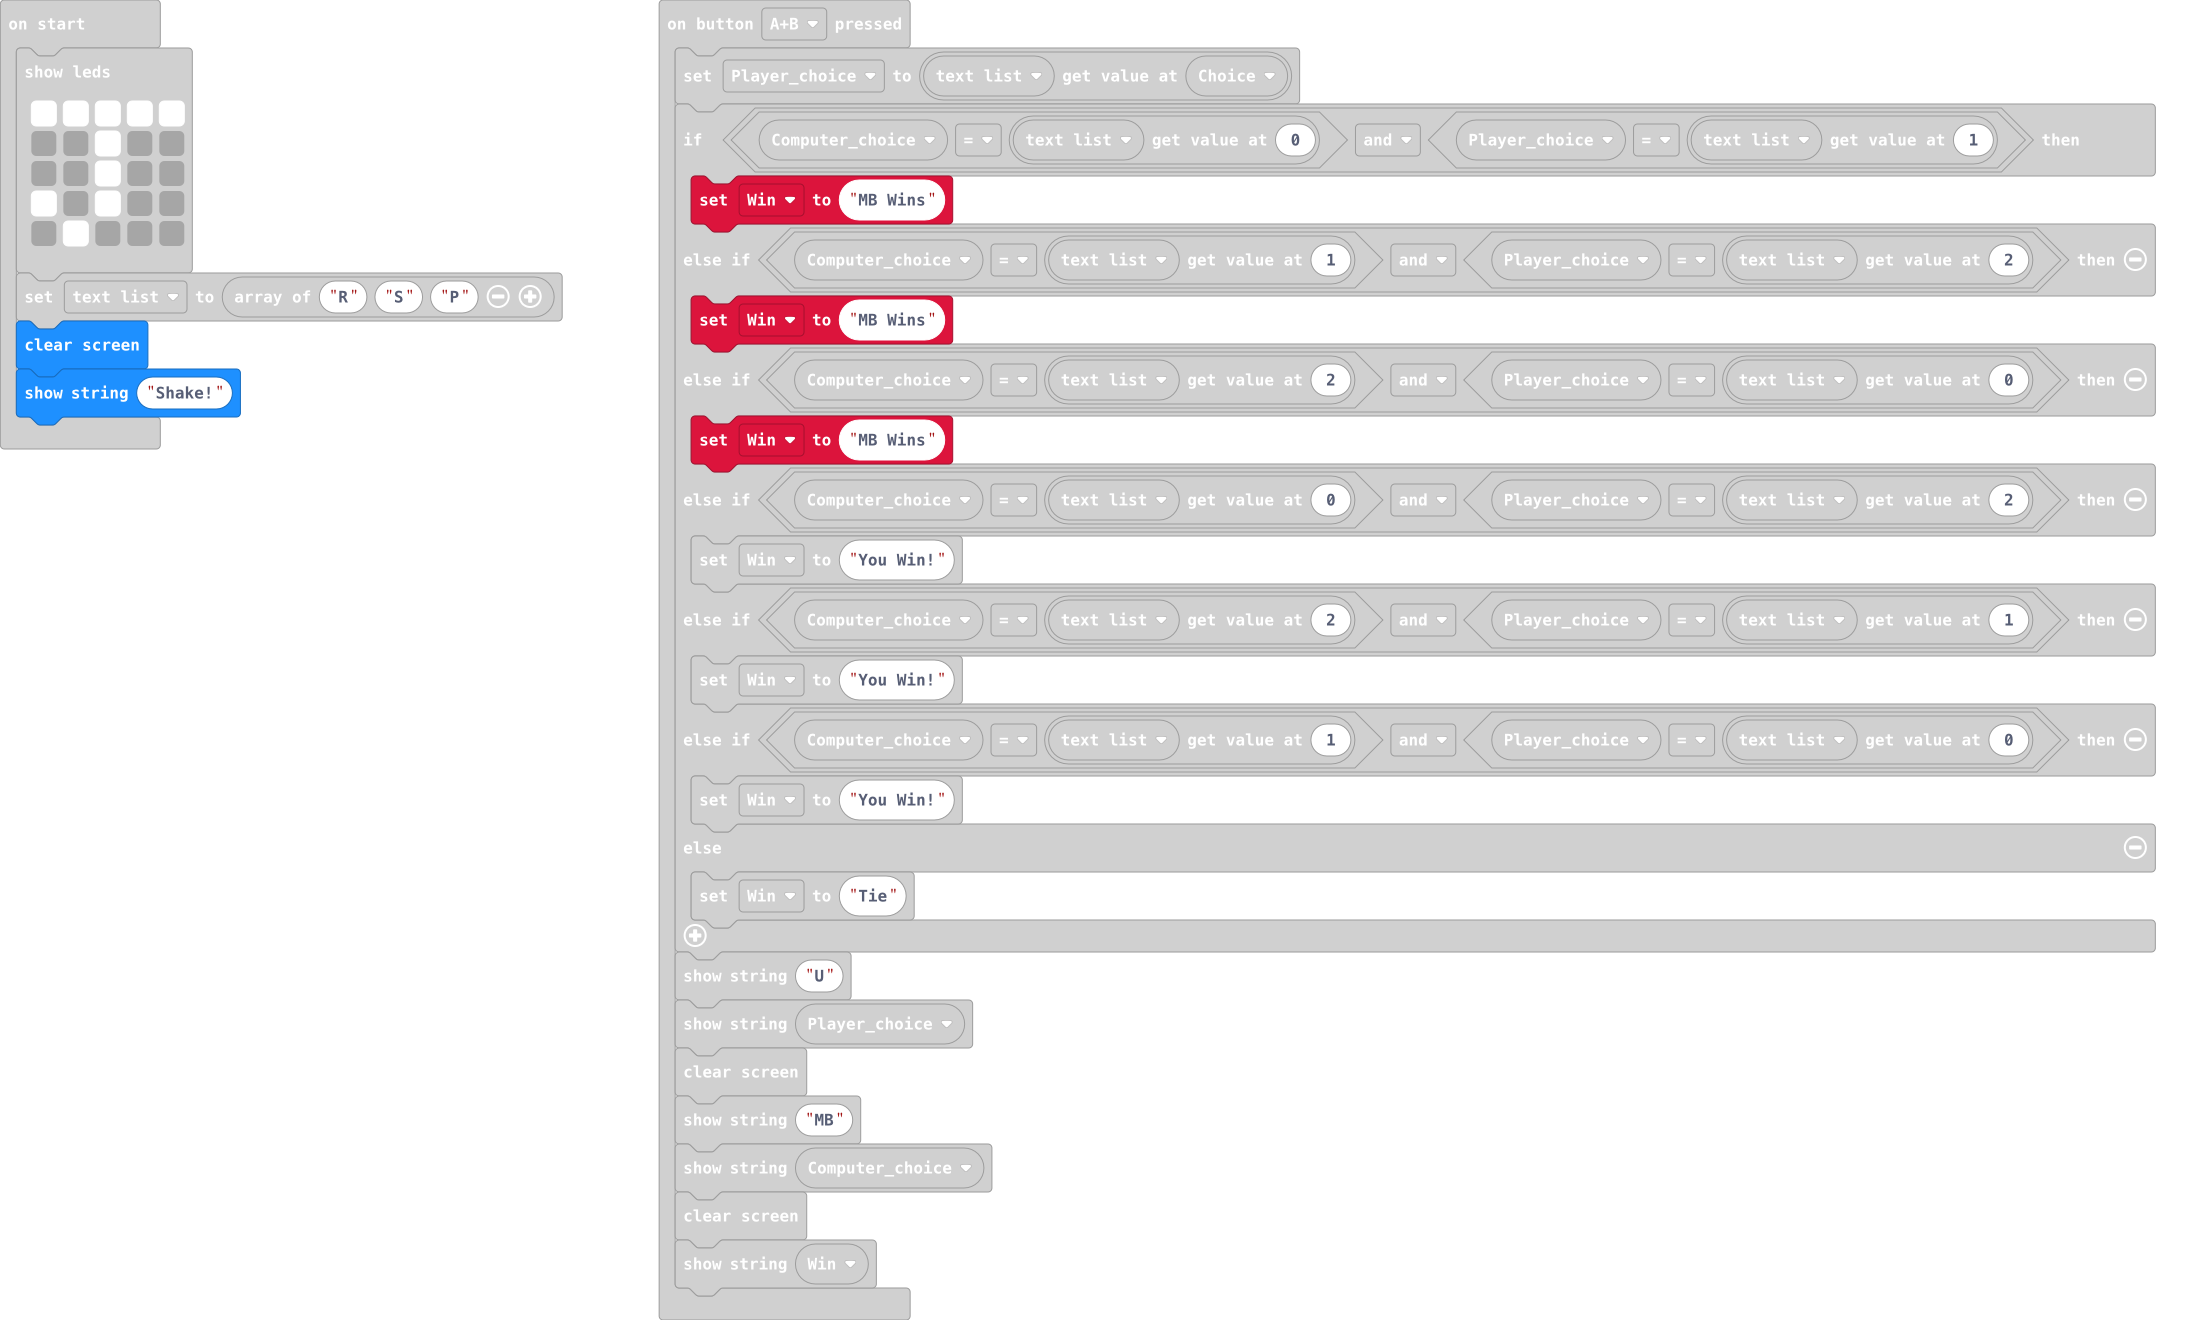 on start
show leds
set text list to array of "R" "S" "P"
clear screen
show string "Shake!"
on button A+B pressed
set Player_choice to text list get value at Choice
if Computer_choice = text list get value at 0 and Player_choice = text list get value at 1 then
set Win to "MB Wins"
else if Computer_choice = text list get value at 1 and Player_choice = text list get value at 2 then
set Win to "MB Wins"
else if Computer_choice = text list get value at 2 and Player_choice = text list get value at 0 then
set Win to "MB Wins"
else if Computer_choice = text list get value at 0 and Player_choice = text list get value at 2 then
set Win to "You Win!"
else if Computer_choice = text list get value at 2 and Player_choice = text list get value at 1 then
set Win to "You Win!"
else if Computer_choice = text list get value at 1 and Player_choice = text list get value at 0 then
set Win to "You Win!"
else
set Win to "Tie"
show string "U"
show string Player_choice
clear screen
show string "MB"
show string Computer_choice
clear screen
show string Win